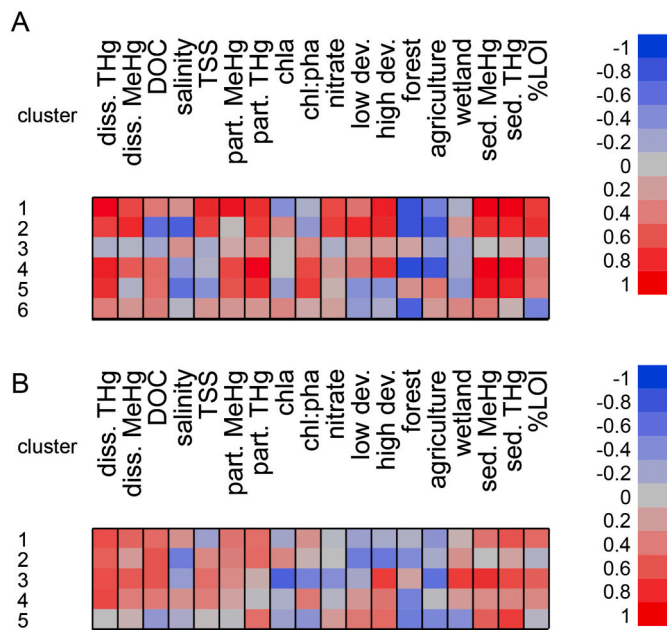 A
diss. THg
diss. MeHg
DOC
salinity
TSS
part. MeHg
part. THg
chla
chl:pha
nitrate
low dev.
high dev.
forest
agriculture
wetland
sed. MeHg
sed. THg
%LOI
cluster
1
2
3
4
5
6
-1
-0.8
-0.6
-0.4
-0.2
0
0.2
0.4
0.6
0.8
1
B
diss. THg
diss. MeHg
DOC
salinity
TSS
part. MeHg
part. THg
chla
chl:pha
nitrate
low dev.
high dev.
forest
agriculture
wetland
sed. MeHg
sed. THg
%LOI
cluster
1
2
3
4
5
-1
-0.8
-0.6
-0.4
-0.2
0
0.2
0.4
0.6
0.8
1